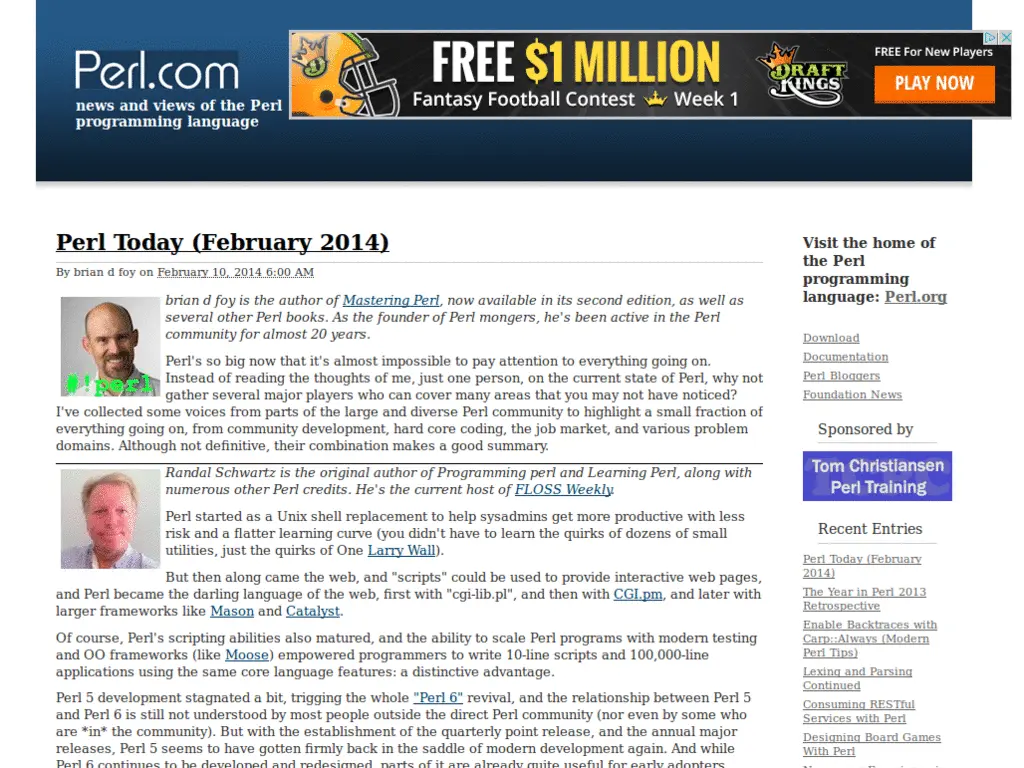 Perl.com
news and views of the Perl
programming language
FREE $1 MILLION
Fantasy Football Contest Week 1
DRAFT
KINGS
FREE For New Players
PLAY NOW
Perl Today (February 2014)
By brian d foy on February 10, 2014 6:00 AM
#!perl
brian d foy is the author of Mastering Perl, now available in its second edition, as well as
several other Perl books. As the founder of Perl mongers, he's been active in the Perl
community for almost 20 years.
Perl's so big now that it's almost impossible to pay attention to everything going on.
Instead of reading the thoughts of me, just one person, on the current state of Perl, why not
gather several major players who can cover many areas that you may not have noticed?
I've collected some voices from parts of the large and diverse Perl community to highlight a small fraction of
everything going on, from community development, hard core coding, the job market, and various problem
domains. Although not definitive, their combination makes a good summary.
Randal Schwartz is the original author of Programming perl and Learning Perl, along with
numerous other Perl credits. He's the current host of FLOSS Weekly.
Perl started as a Unix shell replacement to help sysadmins get more productive with less
risk and a flatter learning curve (you didn't have to learn the quirks of dozens of small
utilities, just the quirks of One Larry Wall).
But then along came the web, and "scripts" could be used to provide interactive web pages,
and Perl became the darling language of the web, first with "cgi-lib.pl", and then with CGI.pm, and later with
larger frameworks like Mason and Catalyst.
Of course, Perl's scripting abilities also matured, and the ability to scale Perl programs with modern testing
and OO frameworks (like Moose) empowered programmers to write 10-line scripts and 100,000-line
applications using the same core language features: a distinctive advantage.
Perl 5 development stagnated a bit, trigging the whole "Perl 6" revival, and the relationship between Perl 5
and Perl 6 is still not understood by most people outside the direct Perl community (nor even by some who
are *in* the community). But with the establishment of the quarterly point release, and the annual major
releases, Perl 5 seems to have gotten firmly back in the saddle of modern development again. And while
Perl 6 continues to be developed and redesigned, parts of it are already quite useful for early adopters.
Visit the home of
the Perl
programming
language: Perl.org
Download
Documentation
Perl Bloggers
Foundation News
Sponsored by
Tom Christiansen
Perl Training
Recent Entries
Perl Today (February
2014)
The Year in Perl 2013
Retrospective
Enable Backtraces with
Carp::Always (Modern
Perl Tips)
Lexing and Parsing
Continued
Consuming RESTful
Services with Perl
Designing Board Games
With Perl